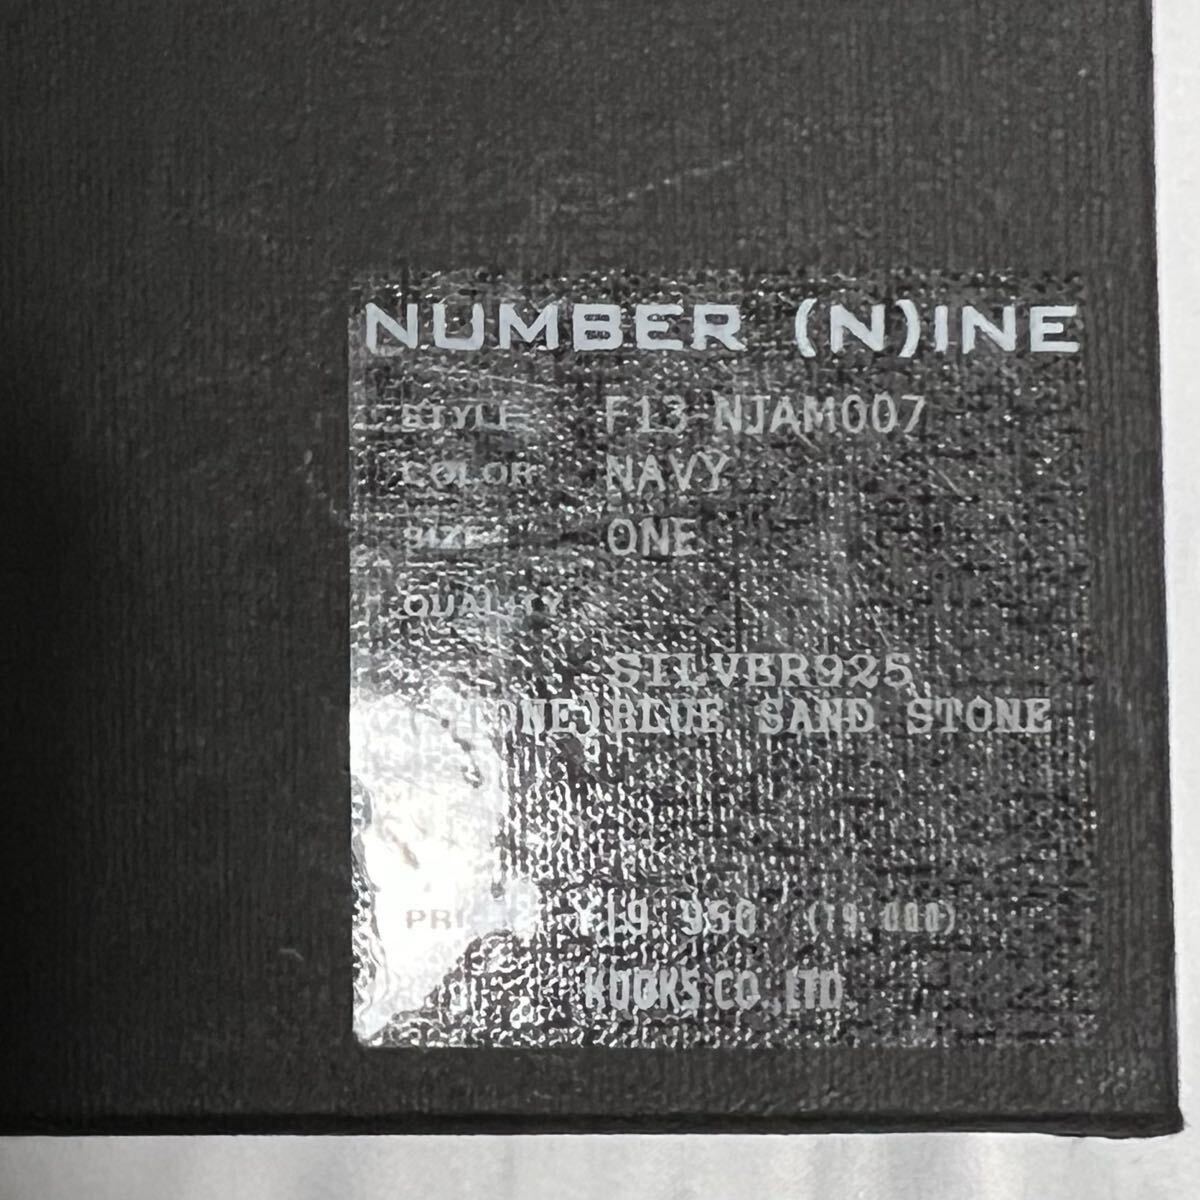 NUMBER (N)INE
STYLE F13-NJAM007
COLOR NAVY
SIZE ONE
QUALITY
SILVER925
BLUE SAND STONE
¥19,950 (19,000)
KOOKS CO.,LTD.